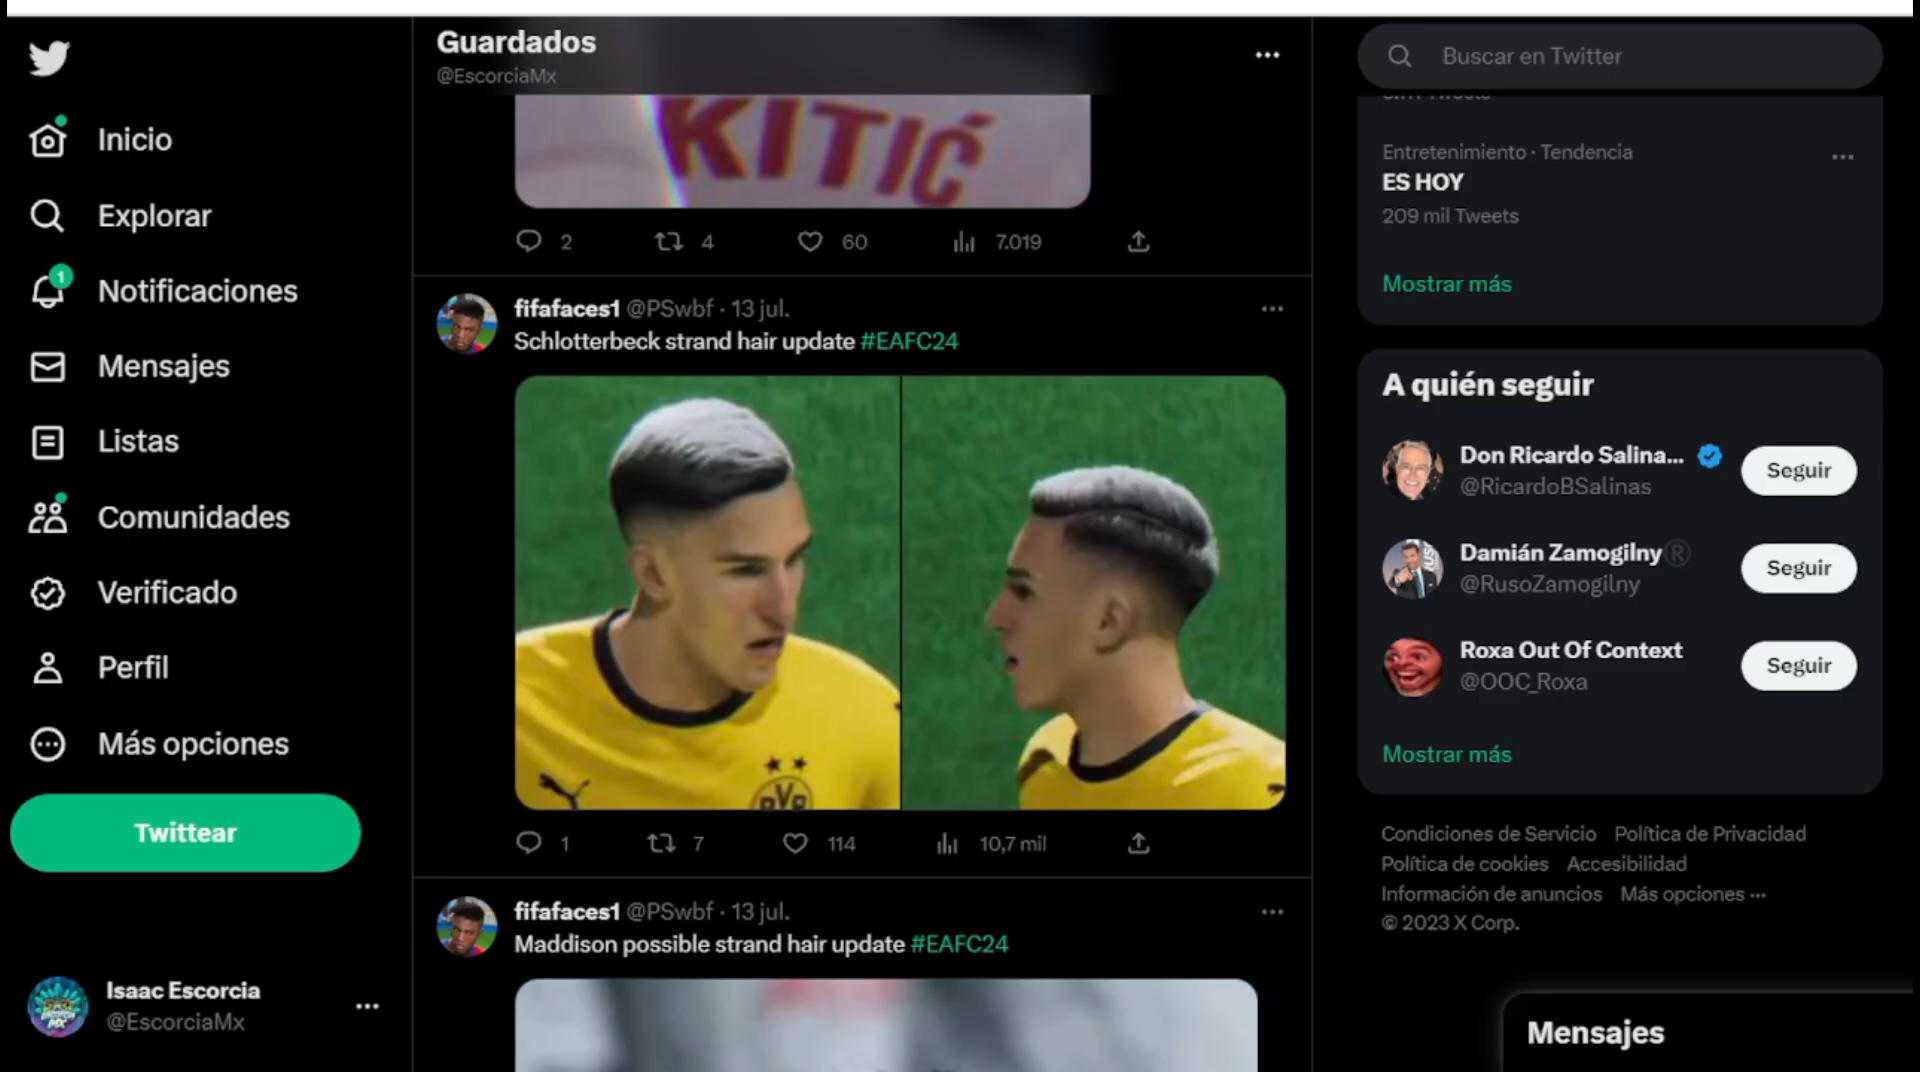 Inicio
Explorar
1
Notificaciones
Mensajes
Listas
Comunidades
Verificado
Perfil
Más opciones
Twittear
Isaac Escorcia
@EscorciaMx
Guardados
@EscorciaMx
KITIĆ
2 4 60 7.019
fifafaces1 @PSwbf · 13 jul.
Schlotterbeck strand hair update #EAFC24
BVB
1 7 114 10,7 mil
fifafaces1 @PSwbf · 13 jul.
Maddison possible strand hair update #EAFC24
Buscar en Twitter
Entretenimiento · Tendencia
ES HOY
209 mil Tweets
Mostrar más
A quién seguir
Don Ricardo Salina...
@RicardoBSalinas
Seguir
Damián Zamogilny®
@RusoZamogilny
Seguir
Roxa Out Of Context
@OOC_Roxa
Seguir
Mostrar más
Condiciones de Servicio Política de Privacidad
Política de cookies Accesibilidad
Información de anuncios Más opciones ···
© 2023 X Corp.
Mensajes